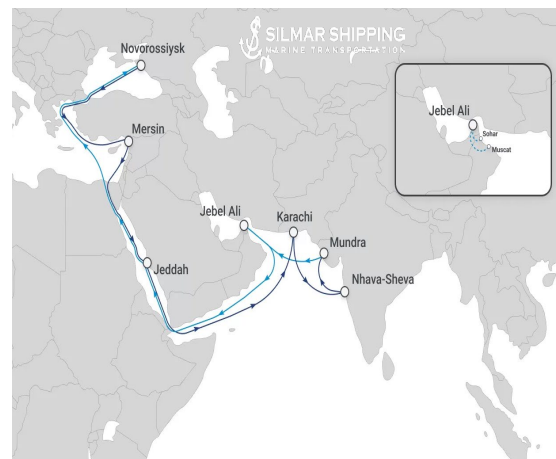 SILMAR SHIPPING
MARINE TRANSPORTATION
Novorossiysk
Mersin
Jebel Ali
Karachi
Mundra
Nhava-Sheva
Jeddah
Jebel Ali
Sohar
Muscat